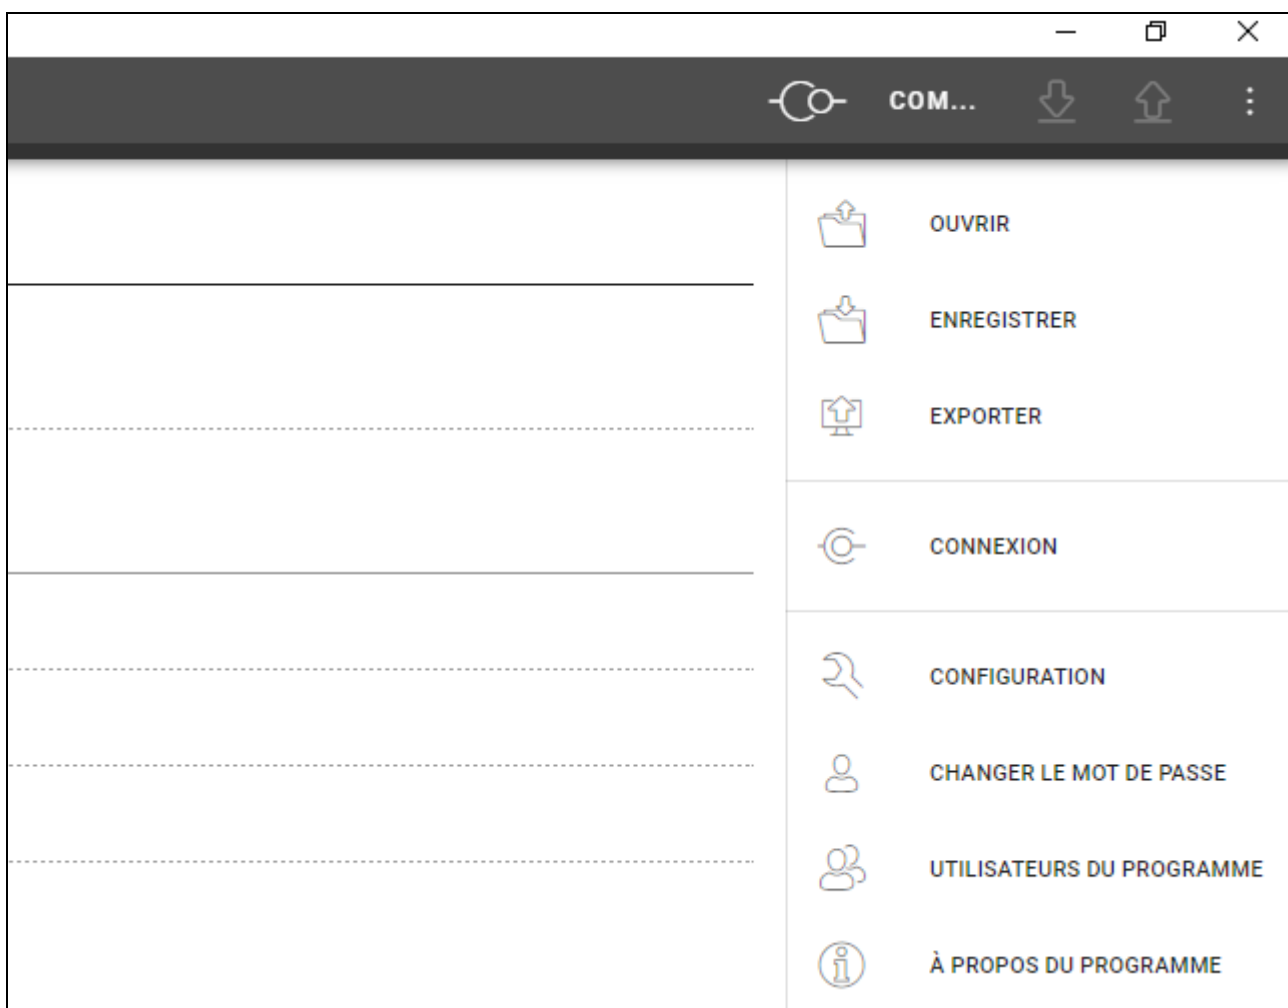 COM...
OUVRIR
ENREGISTRER
EXPORTER
CONNEXION
CONFIGURATION
CHANGER LE MOT DE PASSE
UTILISATEURS DU PROGRAMME
À PROPOS DU PROGRAMME